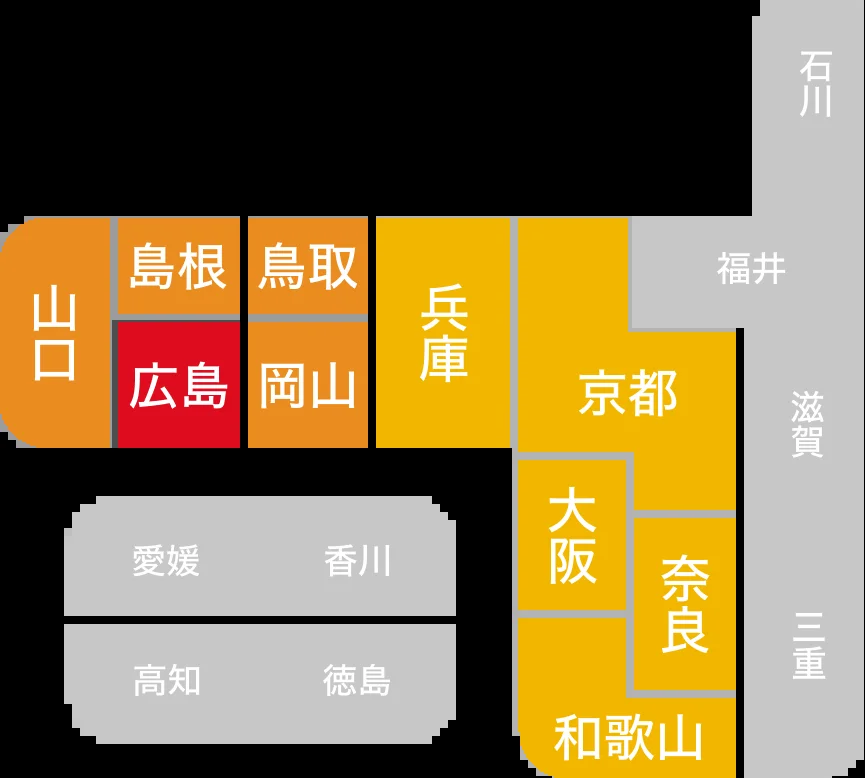 石川
福井
島根
鳥取
山口
兵庫
広島
岡山
京都
滋賀
大阪
愛媛
香川
奈良
三重
高知
徳島
和歌山